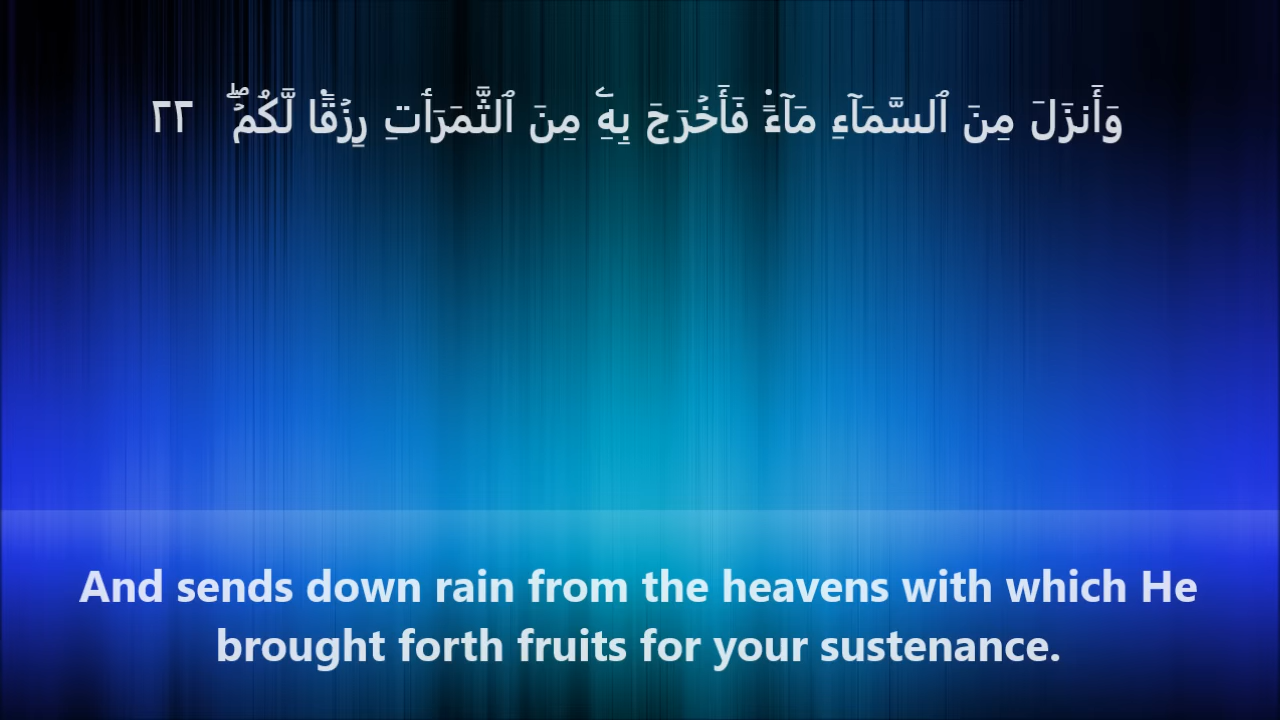 وَأَنزَلَ مِنَ ٱلسَّمَآءِ مَآءٗ فَأَخۡرَجَ بِهِۦ مِنَ ٱلثَّمَرَٰتِ رِزۡقٗا لَّكُمۡۖ ٢٢
And sends down rain from the heavens with which He
brought forth fruits for your sustenance.